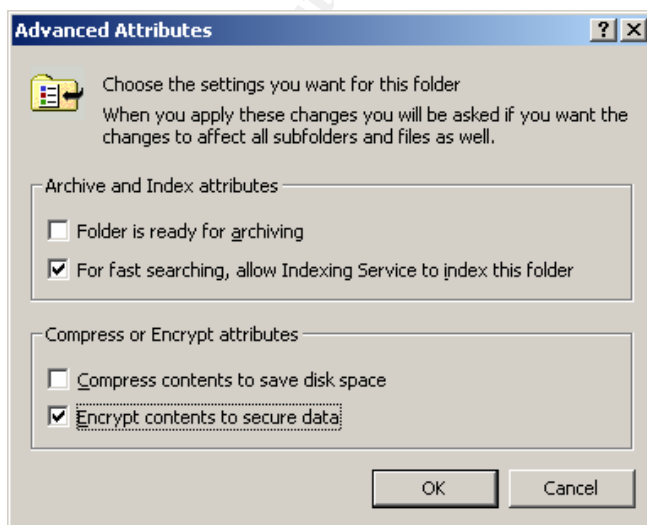 Advanced Attributes
Choose the settings you want for this folder
When you apply these changes you will be asked if you want the
changes to affect all subfolders and files as well.
Archive and Index attributes
Folder is ready for archiving
For fast searching, allow Indexing Service to index this folder
Compress or Encrypt attributes
Compress contents to save disk space
Encrypt contents to secure data
OK Cancel